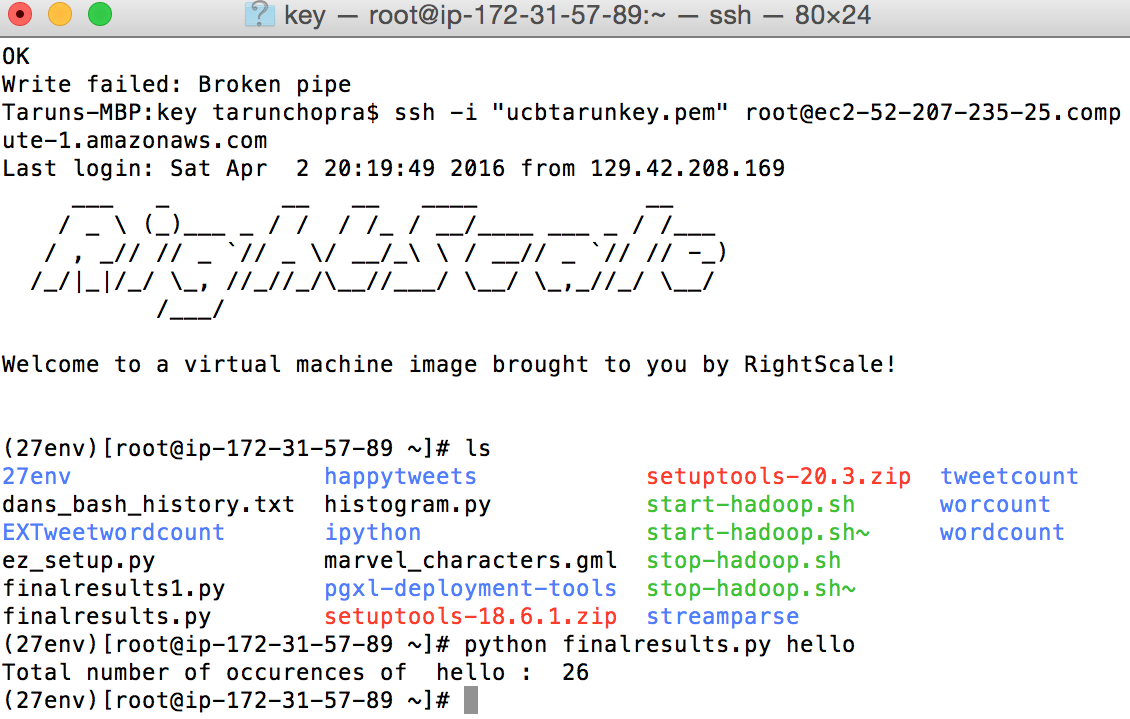 key — root@ip-172-31-57-89:~ — ssh — 80×24
OK
Write failed: Broken pipe
Taruns-MBP:key tarunchopra$ ssh -i "ucbtarunkey.pem" root@ec2-52-207-235-25.comp
ute-1.amazonaws.com
Last login: Sat Apr  2 20:19:49 2016 from 129.42.208.169
RightScale
Welcome to a virtual machine image brought to you by RightScale!
(27env)[root@ip-172-31-57-89 ~]# ls
27env                  happytweets            setuptools-20.3.zip  tweetcount
dans_bash_history.txt  histogram.py           start-hadoop.sh      worcount
EXTweetwordcount       ipython                start-hadoop.sh~     wordcount
ez_setup.py            marvel_characters.gml  stop-hadoop.sh
finalresults1.py       pgxl-deployment-tools  stop-hadoop.sh~
finalresults.py        setuptools-18.6.1.zip  streamparse
(27env)[root@ip-172-31-57-89 ~]# python finalresults.py hello
Total number of occurences of  hello :  26
(27env)[root@ip-172-31-57-89 ~]#